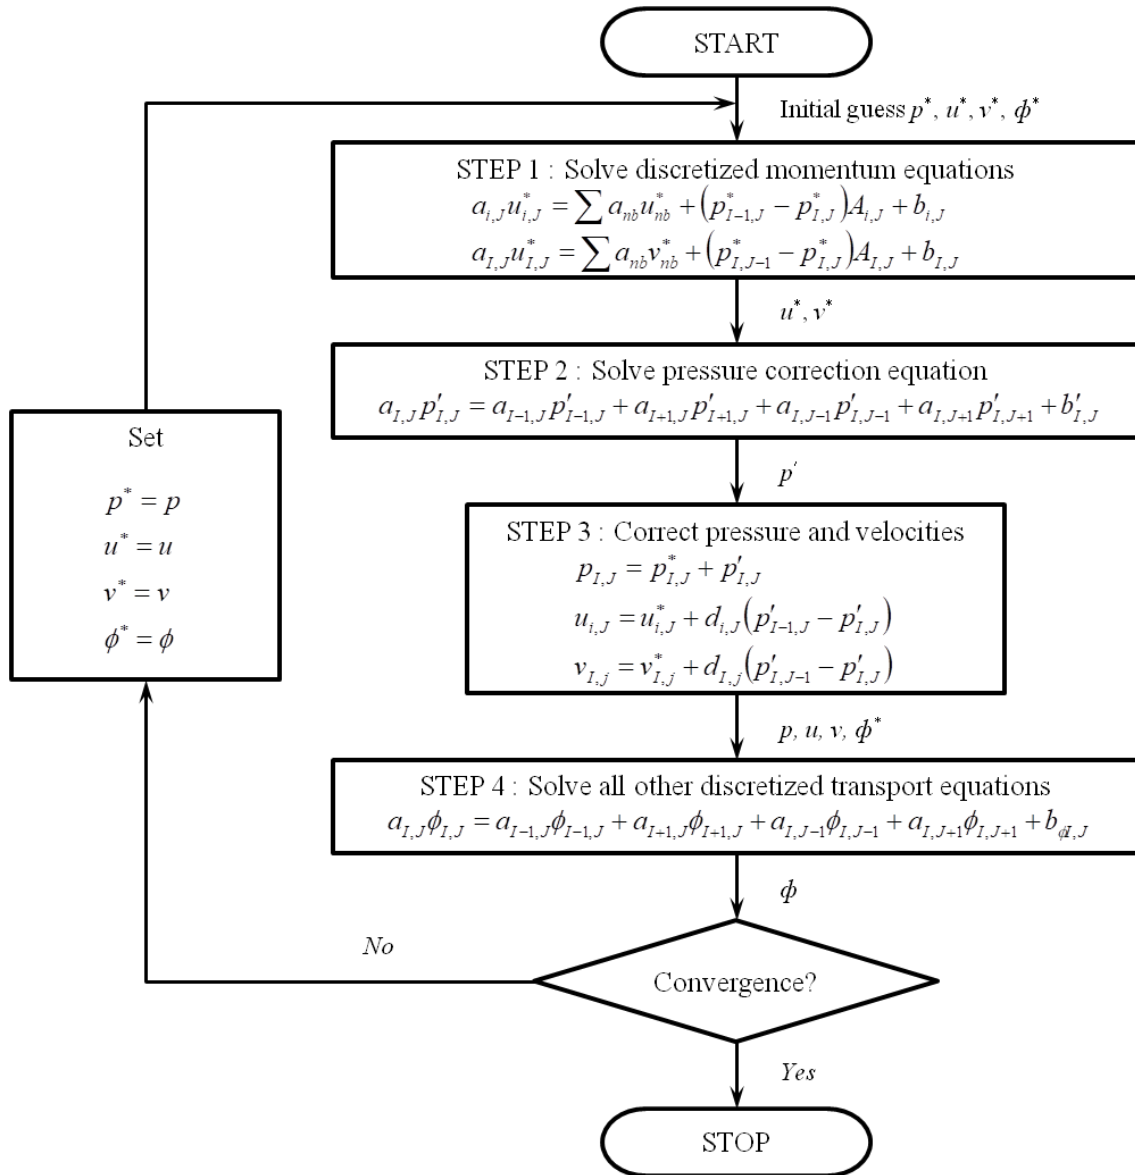 START
Initial guess p*, u*, v*, ϕ*
STEP 1 : Solve discretized momentum equations
a_{i,J} u*_{i,J} = ∑ a_{nb} u*_{nb} + (p*_{I-1,J} − p*_{I,J}) A_{i,J} + b_{i,J}
a_{I,J} u*_{I,J} = ∑ a_{nb} v*_{nb} + (p*_{I,J-1} − p*_{I,J}) A_{I,J} + b_{I,J}
u*, v*
STEP 2 : Solve pressure correction equation
a_{I,J} p′_{I,J} = a_{I-1,J} p′_{I-1,J} + a_{I+1,J} p′_{I+1,J} + a_{I,J-1} p′_{I,J-1} + a_{I,J+1} p′_{I,J+1} + b′_{I,J}
p′
STEP 3 : Correct pressure and velocities
p_{I,J} = p*_{I,J} + p′_{I,J}
u_{i,J} = u*_{i,J} + d_{i,J} (p′_{I-1,J} − p′_{I,J})
v_{I,j} = v*_{I,j} + d_{I,j} (p′_{I,J-1} − p′_{I,J})
p, u, v, ϕ*
STEP 4 : Solve all other discretized transport equations
a_{I,J} ϕ_{I,J} = a_{I-1,J} ϕ_{I-1,J} + a_{I+1,J} ϕ_{I+1,J} + a_{I,J-1} ϕ_{I,J-1} + a_{I,J+1} ϕ_{I,J+1} + b_{ϕI,J}
ϕ
Convergence?
No
Set
p* = p
u* = u
v* = v
ϕ* = ϕ
Yes
STOP